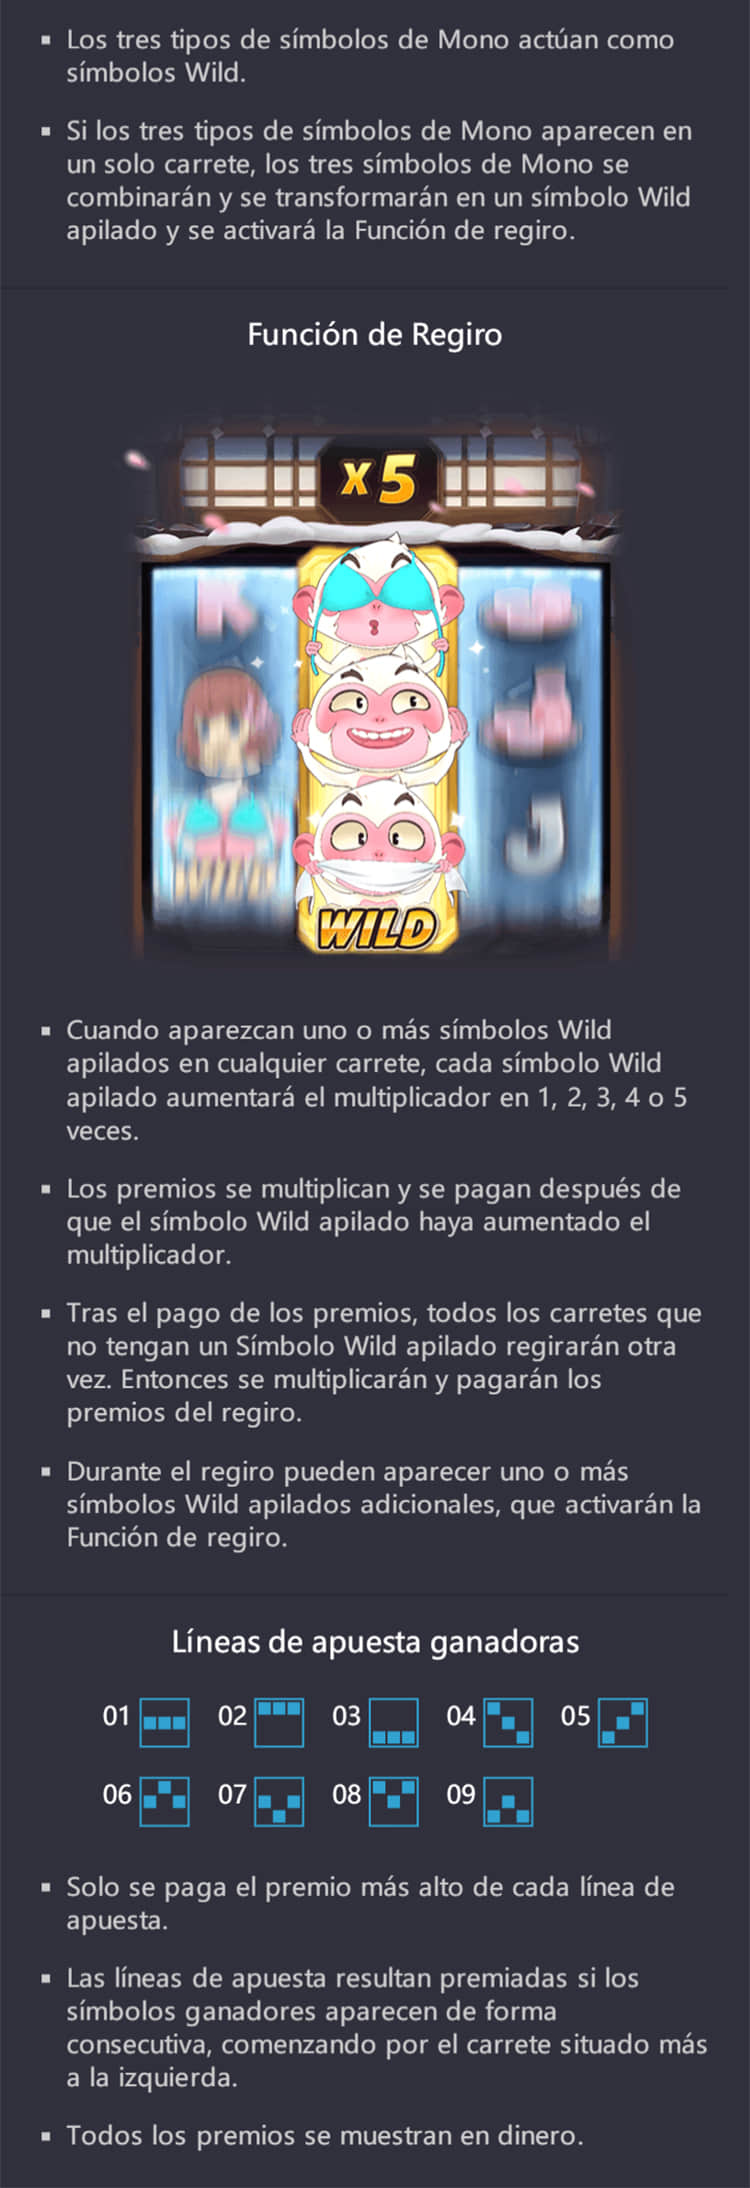 ▪ Los tres tipos de símbolos de Mono actúan como
símbolos Wild.
▪ Si los tres tipos de símbolos de Mono aparecen en
un solo carrete, los tres símbolos de Mono se
combinarán y se transformarán en un símbolo Wild
apilado y se activará la Función de regiro.
Función de Regiro
x5
K
J
WILD
WILD
▪ Cuando aparezcan uno o más símbolos Wild
apilados en cualquier carrete, cada símbolo Wild
apilado aumentará el multiplicador en 1, 2, 3, 4 o 5
veces.
▪ Los premios se multiplican y se pagan después de
que el símbolo Wild apilado haya aumentado el
multiplicador.
▪ Tras el pago de los premios, todos los carretes que
no tengan un Símbolo Wild apilado regirarán otra
vez. Entonces se multiplicarán y pagarán los
premios del regiro.
▪ Durante el regiro pueden aparecer uno o más
símbolos Wild apilados adicionales, que activarán la
Función de regiro.
Líneas de apuesta ganadoras
01 02 03 04 05
06 07 08 09
▪ Solo se paga el premio más alto de cada línea de
apuesta.
▪ Las líneas de apuesta resultan premiadas si los
símbolos ganadores aparecen de forma
consecutiva, comenzando por el carrete situado más
a la izquierda.
▪ Todos los premios se muestran en dinero.